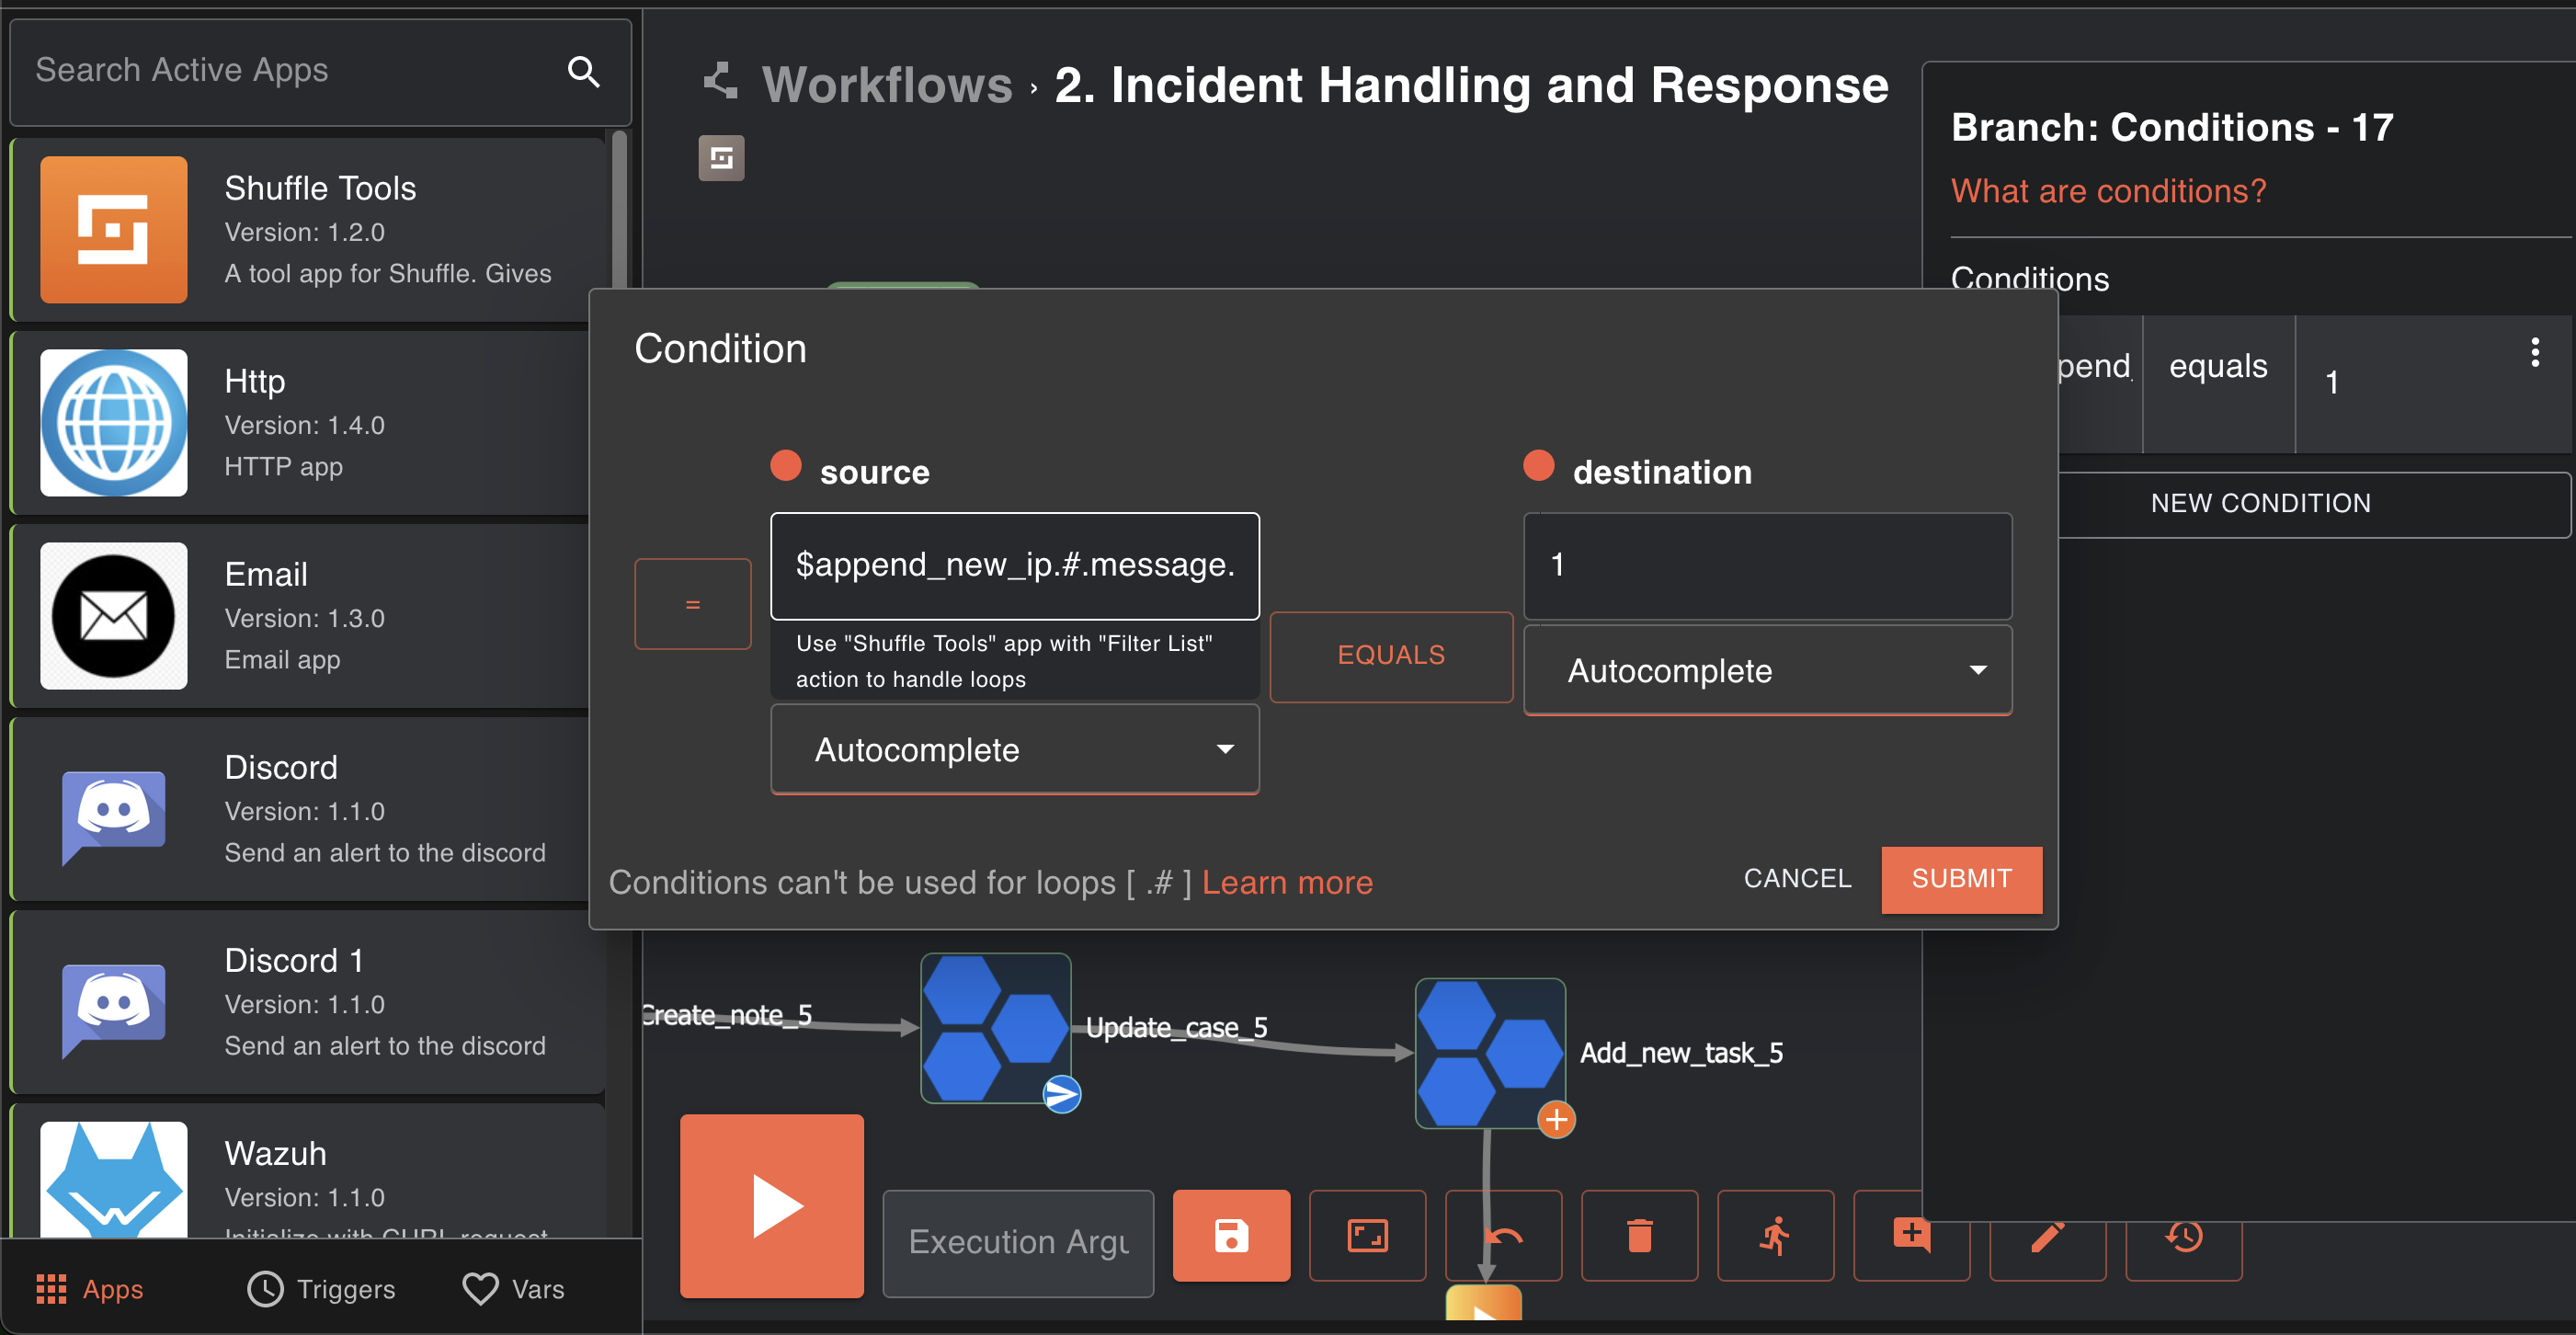 Search Active Apps
Shuffle Tools
Version: 1.2.0
A tool app for Shuffle. Gives
Http
Version: 1.4.0
HTTP app
Email
Version: 1.3.0
Email app
Discord
Version: 1.1.0
Send an alert to the discord
Discord 1
Version: 1.1.0
Send an alert to the discord
Wazuh
Version: 1.1.0
Initialize with CURL request
Apps
Triggers
Vars
Workflows › 2. Incident Handling and Response
Branch: Conditions - 17
What are conditions?
Conditions
pend_
equals
1
NEW CONDITION
Condition
source
destination
=
$append_new_ip.#.message.
1
Use "Shuffle Tools" app with "Filter List"
action to handle loops
EQUALS
Autocomplete
Autocomplete
Conditions can't be used for loops [ .# ] Learn more
CANCEL
SUBMIT
Create_note_5
Update_case_5
Add_new_task_5
Execution Argu